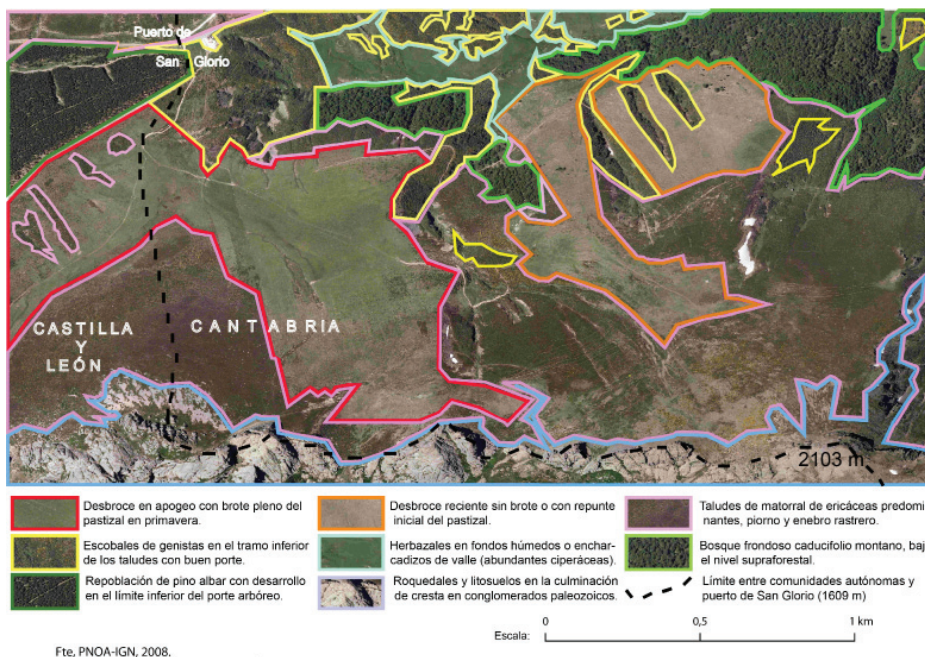 Puerto de
San Glorio
CASTILLA
Y
LEÓN
CANTABRIA
2103 m
Desbroce en apogeo con brote pleno del
pastizal en primavera.
Desbroce reciente sin brote o con repunte
inicial del pastizal.
Taludes de matorral de ericáceas predomi
nantes, piorno y enebro rastrero.
Escobales de genistas en el tramo inferior
de los taludes con buen porte.
Herbazales en fondos húmedos o enchar-
cadizos de valle (abundantes ciperáceas).
Bosque frondoso caducifolio montano, baj
el nivel supraforestal.
Repoblación de pino albar con desarrollo
en el límite inferior del porte arbóreo.
Roquedales y litosuelos en la culminación
de cresta en conglomerados paleozoicos.
Límite entre comunidades autónomas y
puerto de San Glorio (1609 m)
0 0,5 1 km
Escala:
Fte, PNOA-IGN, 2008.